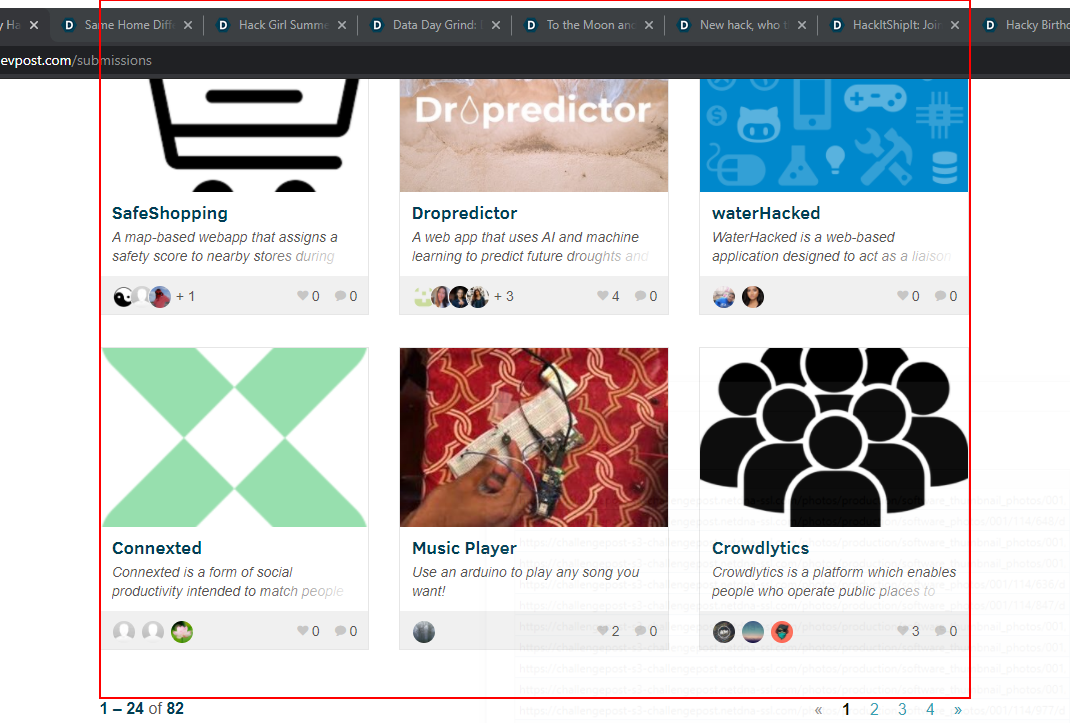 y Ha
Same Home Diffe
Hack Girl Summe
Data Day Grind:
To the Moon and
New hack, who t
HackItShipIt: Join
Hacky Birth
evpost.com/submissions
Dropredictor
SafeShopping
A map-based webapp that assigns a
safety score to nearby stores during
+ 1
0
0
Dropredictor
A web app that uses AI and machine
learning to predict future droughts and
+ 3
4
0
waterHacked
WaterHacked is a web-based
application designed to act as a liaison
0
0
Connexted
Connexted is a form of social
productivity intended to match people
0
0
Music Player
Use an arduino to play any song you
want!
2
0
Crowdlytics
Crowdlytics is a platform which enables
people who operate public places to
3
0
1 – 24 of 82
« 1 2 3 4 »